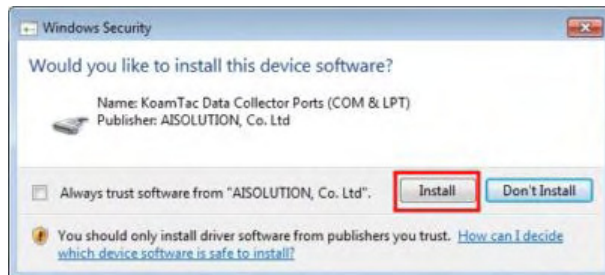 Windows Security
Would you like to install this device software?
Name: KoamTac Data Collector Ports (COM & LPT)
Publisher: AISOLUTION, Co. Ltd
Always trust software from "AISOLUTION, Co. Ltd". Install Don't Install
You should only install driver software from publishers you trust. How can I decide
which device software is safe to install?